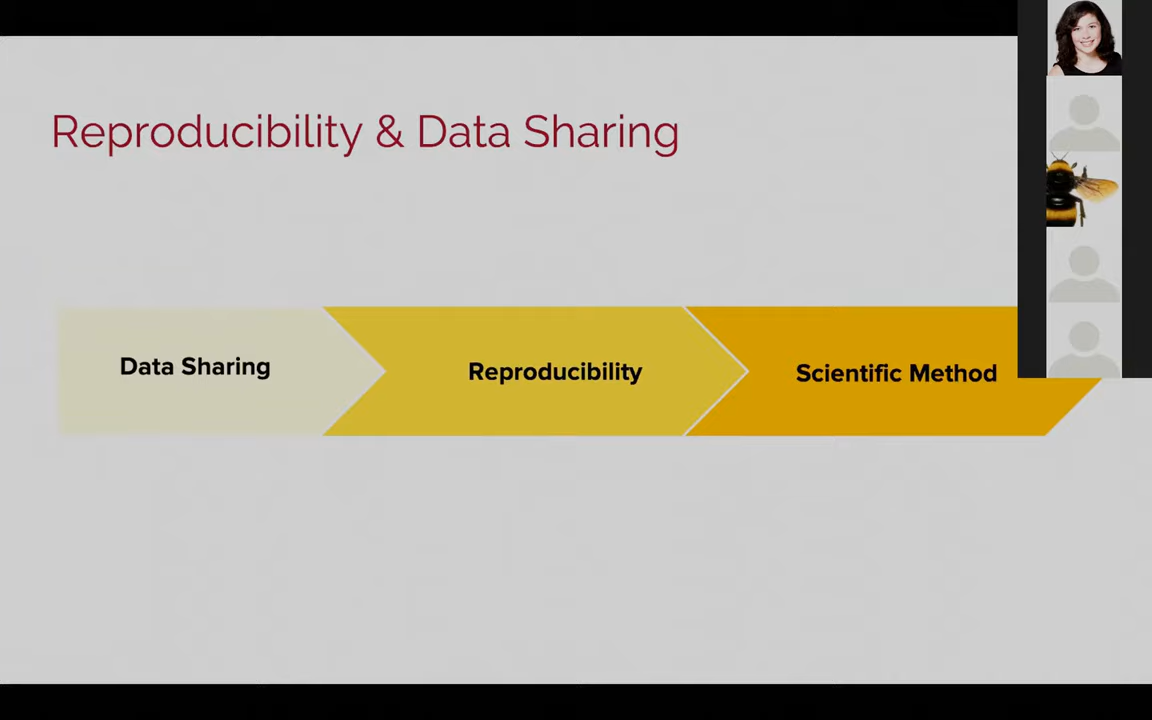 Reproducibility & Data Sharing
Data Sharing
Reproducibility
Scientific Method